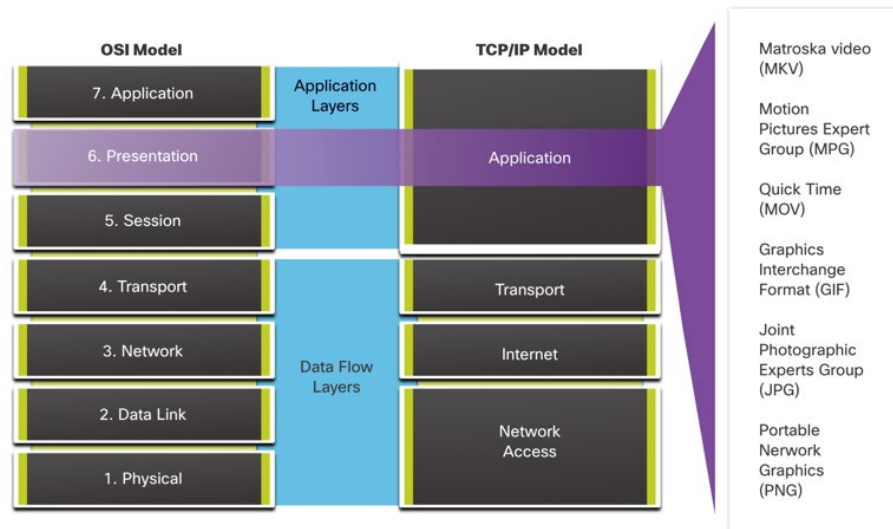 OSI Model
7. Application
6. Presentation
5. Session
4. Transport
3. Network
2. Data Link
1. Physical
Application
Layers
Data Flow
Layers
TCP/IP Model
Application
Transport
Internet
Network
Access
Matroska video
(MKV)
Motion
Pictures Expert
Group (MPG)
Quick Time
(MOV)
Graphics
Interchange
Format (GIF)
Joint
Photographic
Experts Group
(JPG)
Portable
Nerwork
Graphics
(PNG)